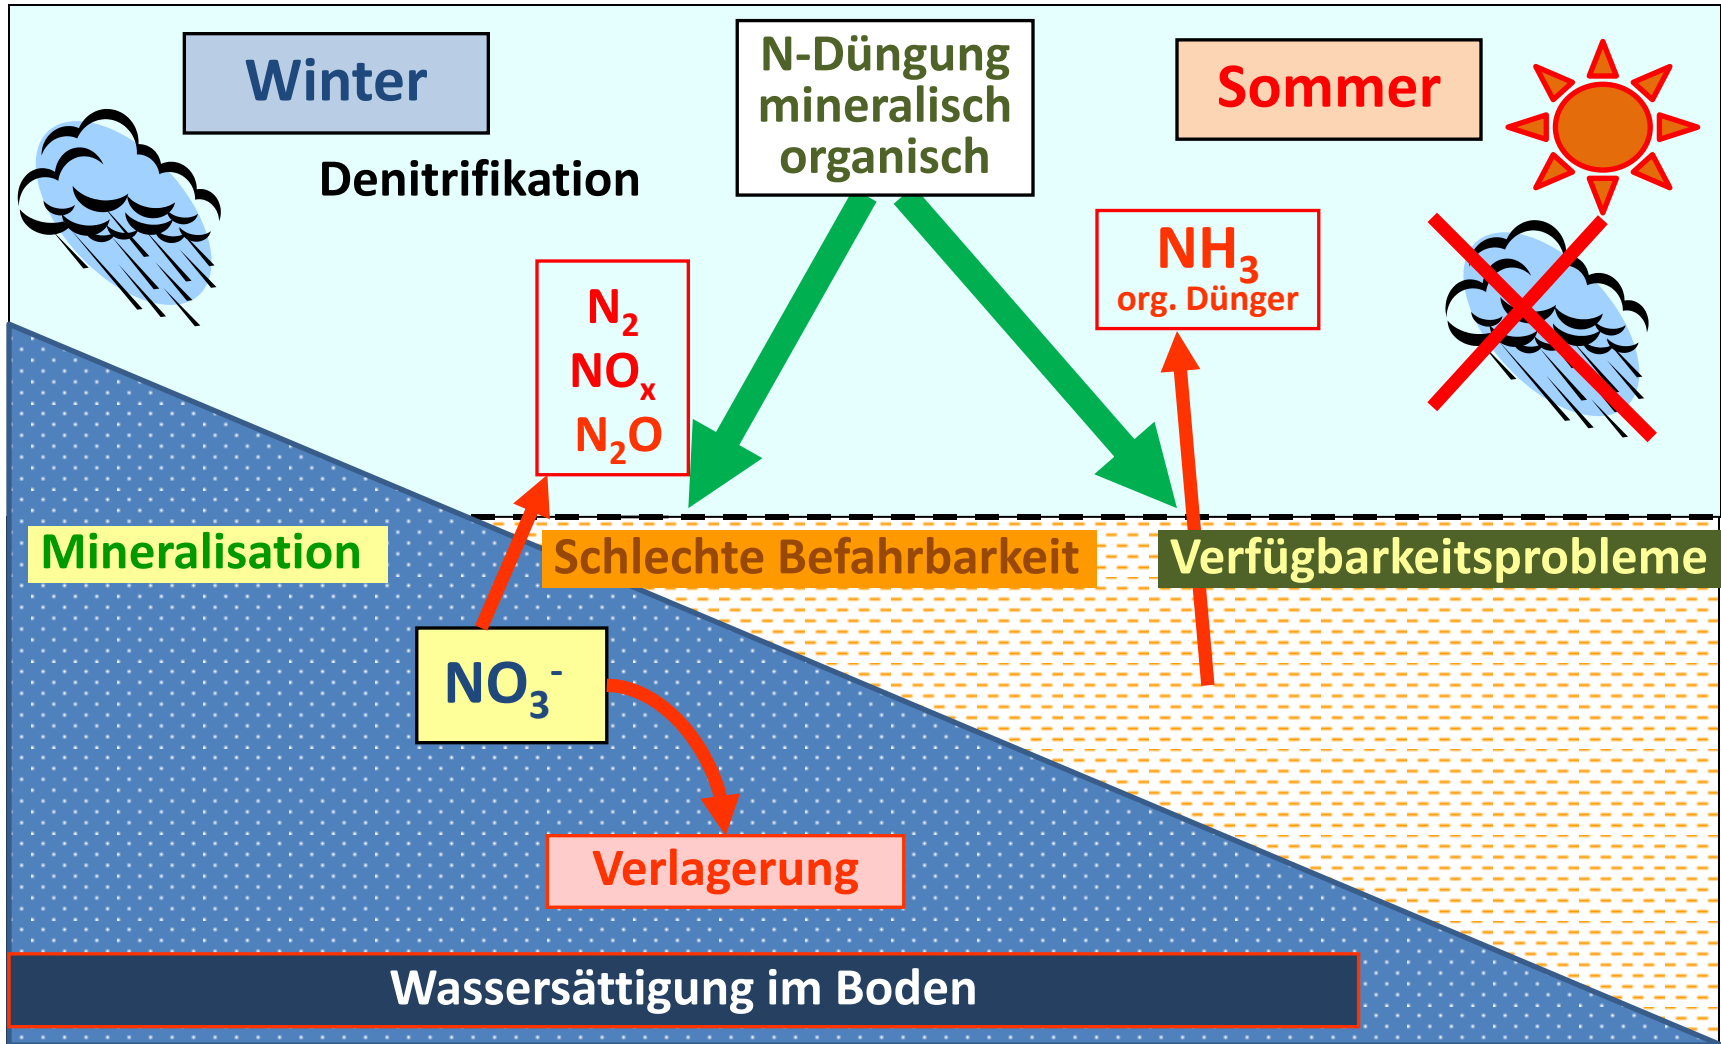 Winter
N-Düngung
mineralisch
organisch
Sommer
Denitrifikation
NH₃
org. Dünger
N₂
NOₓ
N₂O
Mineralisation
Schlechte Befahrbarkeit
Verfügbarkeitsprobleme
NO₃⁻
Verlagerung
Wassersättigung im Boden